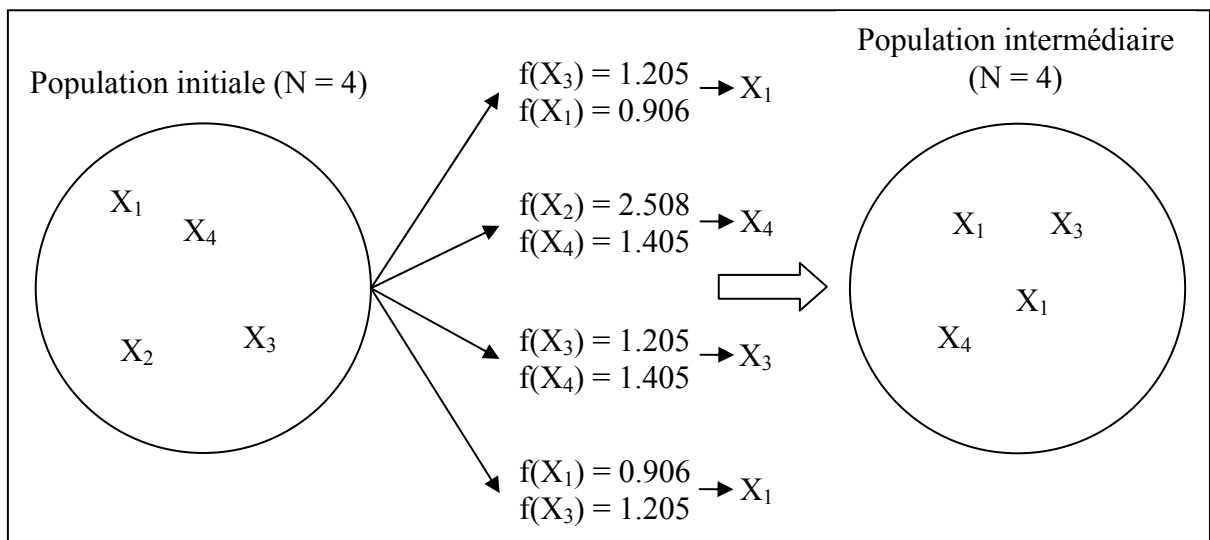 Population initiale (N = 4)
X₁
X₄
X₂
X₃
f(X₃) = 1.205
f(X₁) = 0.906
X₁
f(X₂) = 2.508
f(X₄) = 1.405
X₄
f(X₃) = 1.205
f(X₄) = 1.405
X₃
f(X₁) = 0.906
f(X₃) = 1.205
X₁
Population intermédiaire
(N = 4)
X₁
X₃
X₁
X₄